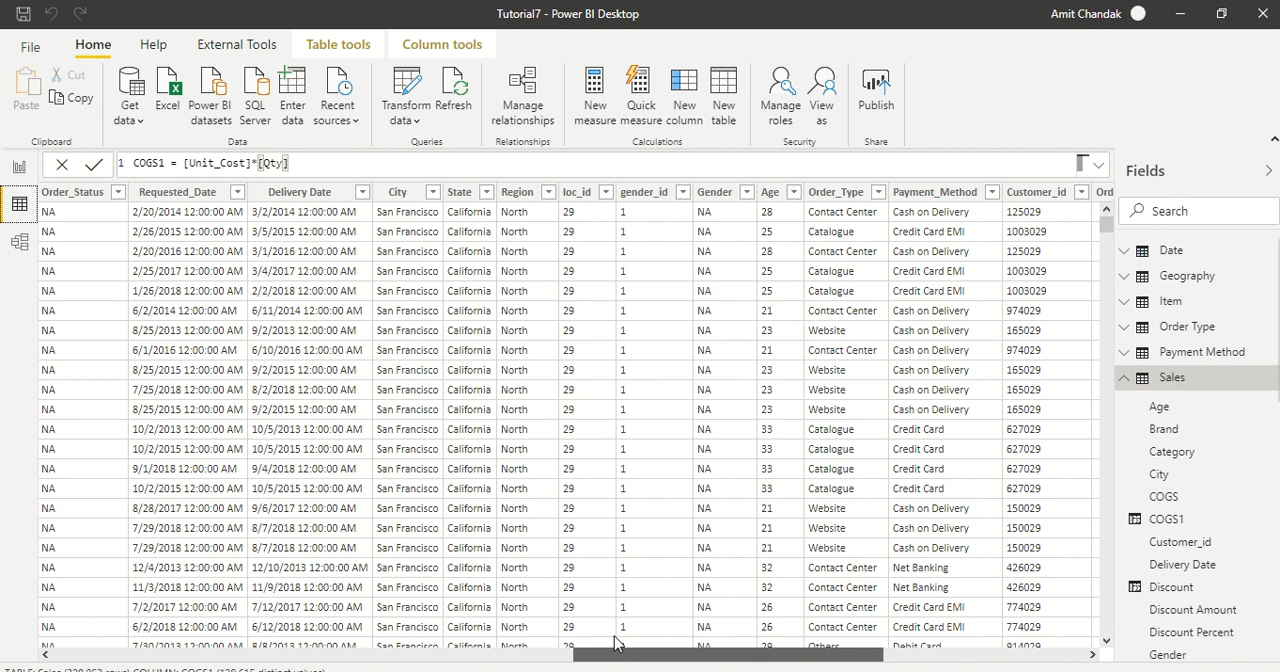 Tutorial7 - Power BI Desktop
Amit Chandak
File Home Help External Tools Table tools Column tools
Paste Cut Copy Get data Excel Power BI datasets SQL Server Enter data Recent sources Transform data Refresh Manage relationships New measure Quick measure New column New table Manage roles View as Publish
Clipboard Data Queries Relationships Calculations Security Share
1 COGS1 = [Unit_Cost]*[Qty]
Order_Status Requested_Date Delivery Date City State Region loc_id gender_id Gender Age Order_Type Payment_Method Customer_id Ord
NA 2/20/2014 12:00:00 AM 3/2/2014 12:00:00 AM San Francisco California North 29 1 NA 28 Contact Center Cash on Delivery 125029
NA 2/26/2015 12:00:00 AM 3/5/2015 12:00:00 AM San Francisco California North 29 1 NA 25 Catalogue Credit Card EMI 1003029
NA 2/20/2016 12:00:00 AM 3/1/2016 12:00:00 AM San Francisco California North 29 1 NA 28 Contact Center Cash on Delivery 125029
NA 2/25/2017 12:00:00 AM 3/4/2017 12:00:00 AM San Francisco California North 29 1 NA 25 Catalogue Credit Card EMI 1003029
NA 1/26/2018 12:00:00 AM 2/2/2018 12:00:00 AM San Francisco California North 29 1 NA 25 Catalogue Credit Card EMI 1003029
NA 6/2/2014 12:00:00 AM 6/11/2014 12:00:00 AM San Francisco California North 29 1 NA 21 Contact Center Cash on Delivery 974029
NA 8/25/2013 12:00:00 AM 9/2/2013 12:00:00 AM San Francisco California North 29 1 NA 23 Website Cash on Delivery 165029
NA 6/1/2016 12:00:00 AM 6/10/2016 12:00:00 AM San Francisco California North 29 1 NA 21 Contact Center Cash on Delivery 974029
NA 8/25/2015 12:00:00 AM 9/2/2015 12:00:00 AM San Francisco California North 29 1 NA 23 Website Cash on Delivery 165029
NA 7/25/2018 12:00:00 AM 8/2/2018 12:00:00 AM San Francisco California North 29 1 NA 23 Website Cash on Delivery 165029
NA 8/25/2015 12:00:00 AM 9/2/2015 12:00:00 AM San Francisco California North 29 1 NA 23 Website Cash on Delivery 165029
NA 10/2/2013 12:00:00 AM 10/5/2013 12:00:00 AM San Francisco California North 29 1 NA 33 Catalogue Credit Card 627029
NA 10/2/2015 12:00:00 AM 10/5/2015 12:00:00 AM San Francisco California North 29 1 NA 33 Catalogue Credit Card 627029
NA 9/1/2018 12:00:00 AM 9/4/2018 12:00:00 AM San Francisco California North 29 1 NA 33 Catalogue Credit Card 627029
NA 10/2/2015 12:00:00 AM 10/5/2015 12:00:00 AM San Francisco California North 29 1 NA 33 Catalogue Credit Card 627029
NA 8/28/2017 12:00:00 AM 9/6/2017 12:00:00 AM San Francisco California North 29 1 NA 21 Website Cash on Delivery 150029
NA 7/29/2018 12:00:00 AM 8/7/2018 12:00:00 AM San Francisco California North 29 1 NA 21 Website Cash on Delivery 150029
NA 7/29/2018 12:00:00 AM 8/7/2018 12:00:00 AM San Francisco California North 29 1 NA 21 Website Cash on Delivery 150029
NA 12/4/2013 12:00:00 AM 12/10/2013 12:00:00 AM San Francisco California North 29 1 NA 32 Contact Center Net Banking 426029
NA 11/3/2018 12:00:00 AM 11/9/2018 12:00:00 AM San Francisco California North 29 1 NA 32 Contact Center Net Banking 426029
NA 7/2/2017 12:00:00 AM 7/12/2017 12:00:00 AM San Francisco California North 29 1 NA 26 Contact Center Credit Card EMI 774029
NA 6/2/2018 12:00:00 AM 6/12/2018 12:00:00 AM San Francisco California North 29 1 NA 26 Contact Center Credit Card EMI 774029
Fields
Search
Date
Geography
Item
Order Type
Payment Method
Sales
Age
Brand
Category
City
COGS
COGS1
Customer_id
Delivery Date
Discount
Discount Amount
Discount Percent
Gender